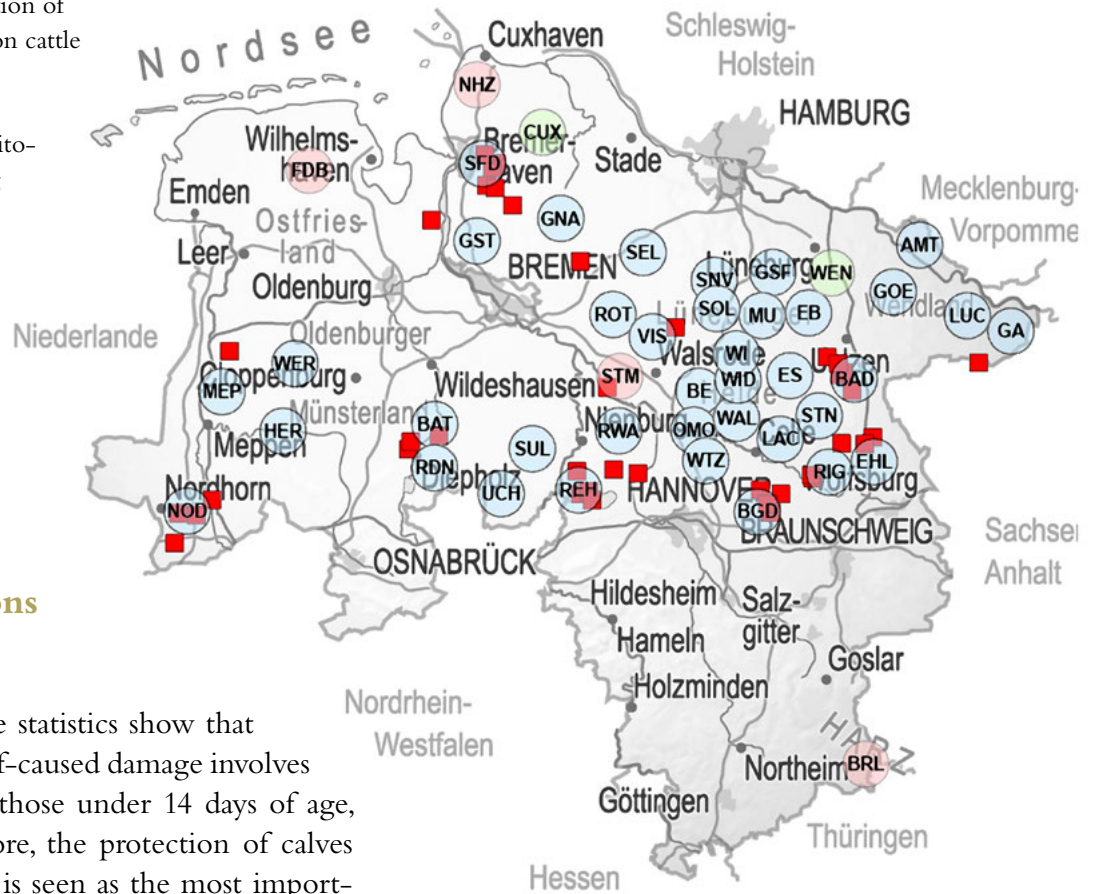 tion of
on cattle
ito-
ons
e statistics show that
f-caused damage involves
those under 14 days of age,
ore, the protection of calves
is seen as the most import-
Nordsee
Cuxhaven
Schleswig-
Holstein
NHZ
HAMBURG
CUX
Wilhelms-
haven
FDB
Bremer-
haven
SFD
Stade
Mecklenburg-
Vorpomme
Emden
Ostfries-
land
GNA
GST
SEL
AMT
Leer
BREMEN
Lüneburg
SNV
GSF
WEN
GOE
Oldenburg
Wendland
LUC
GA
ROT
SOL
MU
EB
Lüneburger
Heide
Niederlande
Oldenburger
Münsterland
VIS
Walsrode
WI
Uelzen
WER
Cloppenburg
MEP
Wildeshausen
STM
BE
WID
ES
BAD
HER
Meppen
BAT
Nienburg
RWA
OMO
WAL
STN
Celle
LAC
SUL
RDN
Diepholz
WTZ
EHL
RIG
Wolfsburg
Nordhorn
NOD
UCH
REH
HANNOVER
BGD
BRAUNSCHWEIG
OSNABRÜCK
Sachsen
Anhalt
Hildesheim
Salz-
gitter
Hameln
Goslar
Holzminden
Nordrhein-
Westfalen
HARZ
Northeim
BRL
Göttingen
Thüringen
Hessen